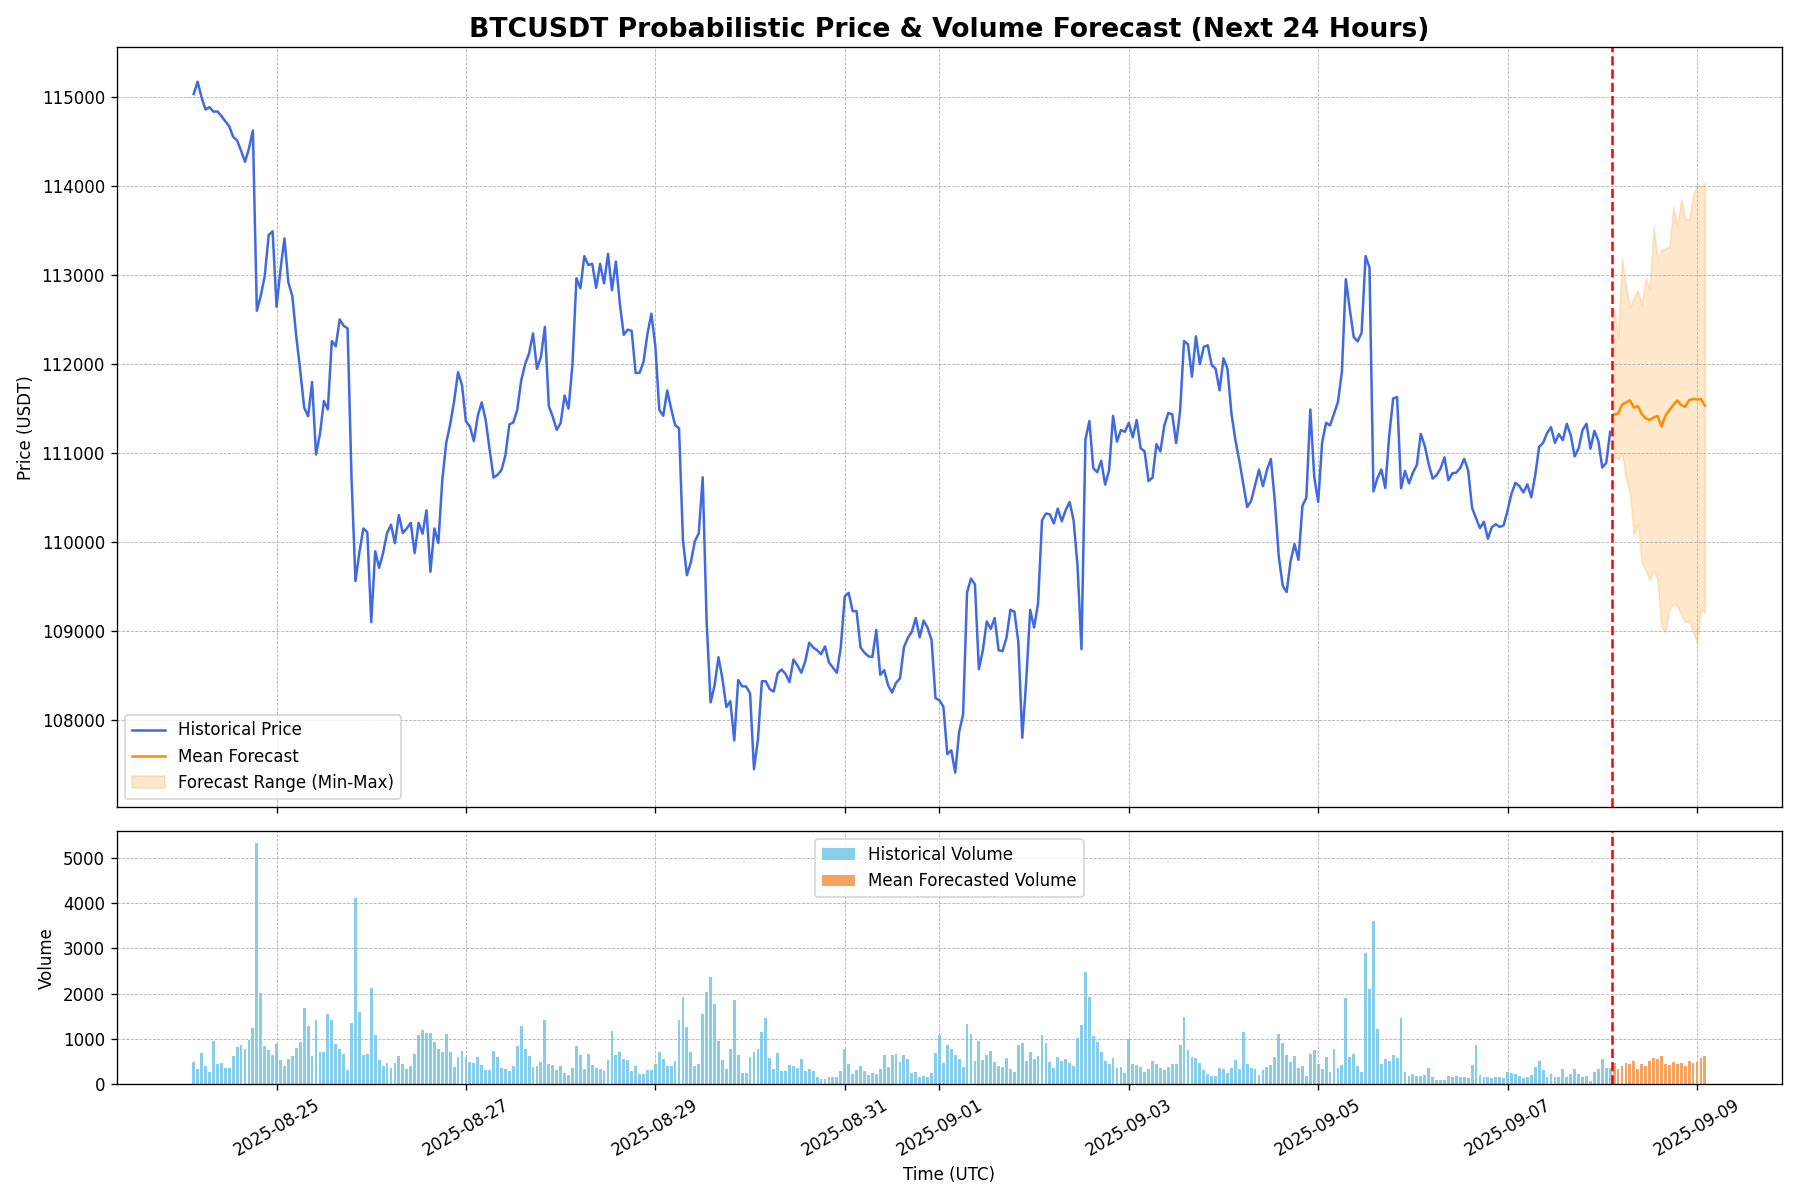 BTCUSDT Probabilistic Price & Volume Forecast (Next 24 Hours)
Price (USDT)
115000
114000
113000
112000
111000
110000
109000
108000
Historical Price
Mean Forecast
Forecast Range (Min-Max)
Volume
5000
4000
3000
2000
1000
0
Historical Volume
Mean Forecasted Volume
2025-08-25
2025-08-27
2025-08-29
2025-08-31
2025-09-01
2025-09-03
2025-09-05
2025-09-07
2025-09-09
Time (UTC)